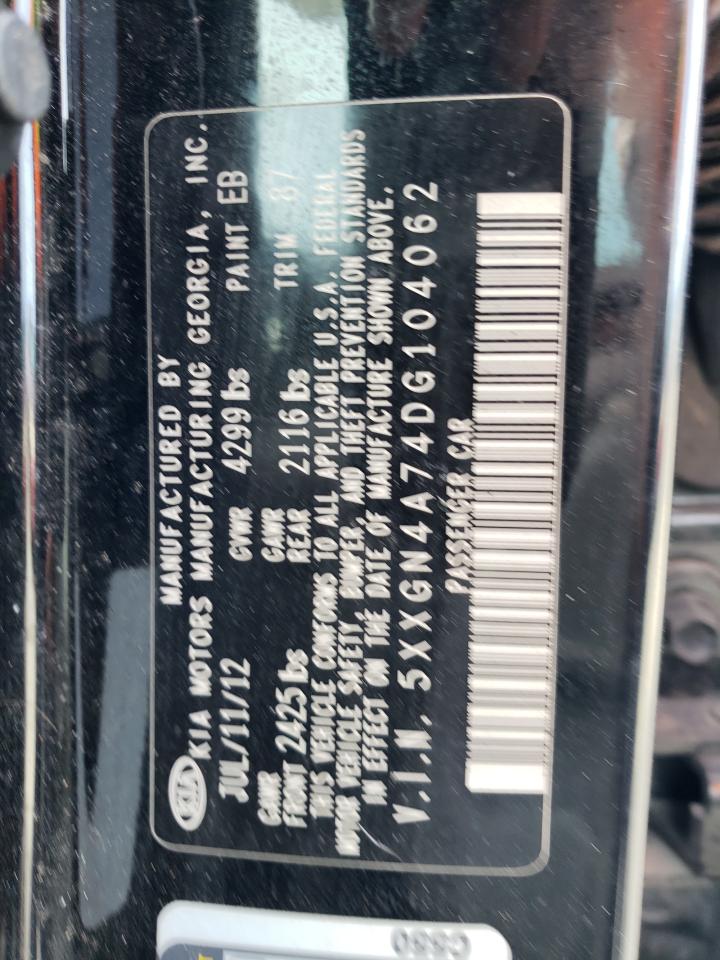 MANUFACTURED BY
KIA KIA MOTORS MANUFACTURING GEORGIA, INC.
JUL/11/12 GVWR 4299 lbs PAINT EB
GAWR GAWR
FRONT 2425 lbs REAR 2116 lbs TRIM 87
THIS VEHICLE CONFORMS TO ALL APPLICABLE U.S.A. FEDERAL
MOTOR VEHICLE SAFETY, BUMPER, AND THEFT PREVENTION STANDARDS
IN EFFECT ON THE DATE OF MANUFACTURE SHOWN ABOVE.
V.I.N. 5XXGN4A74DG104062
PASSENGER CAR